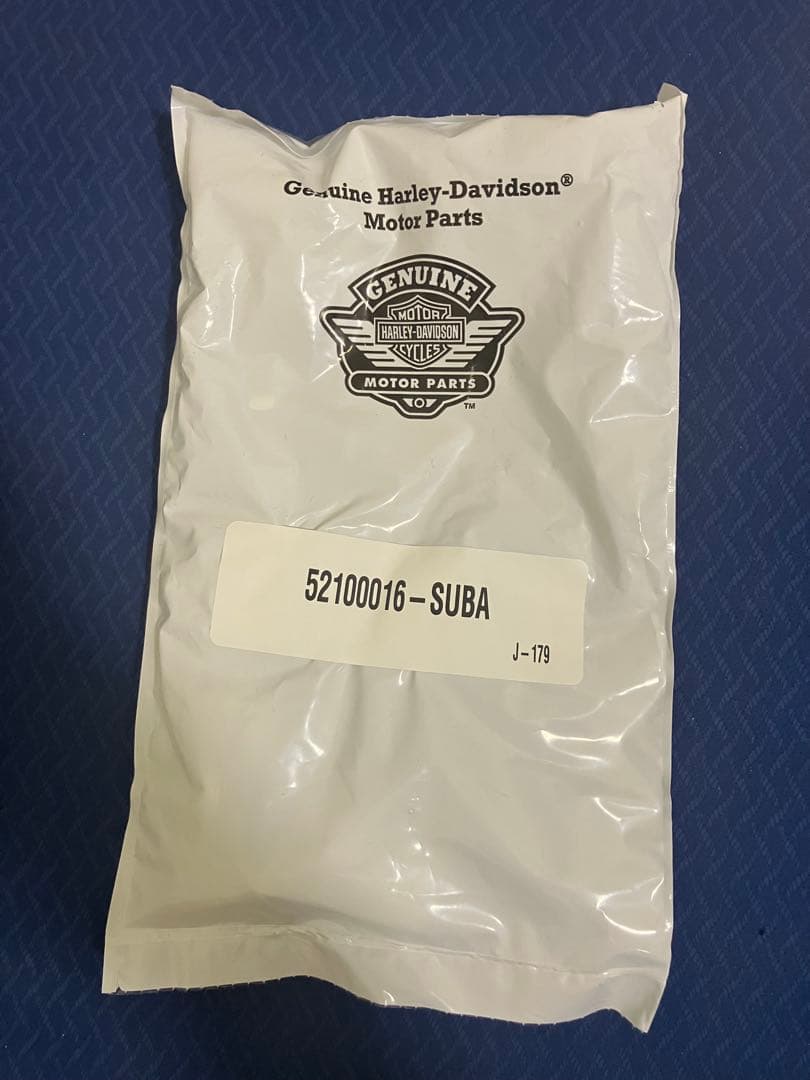 Genuine Harley-Davidson®
Motor Parts
GENUINE
MOTOR
HARLEY-DAVIDSON
CYCLES
MOTOR PARTS
TM
52100016-SUBA
J-179